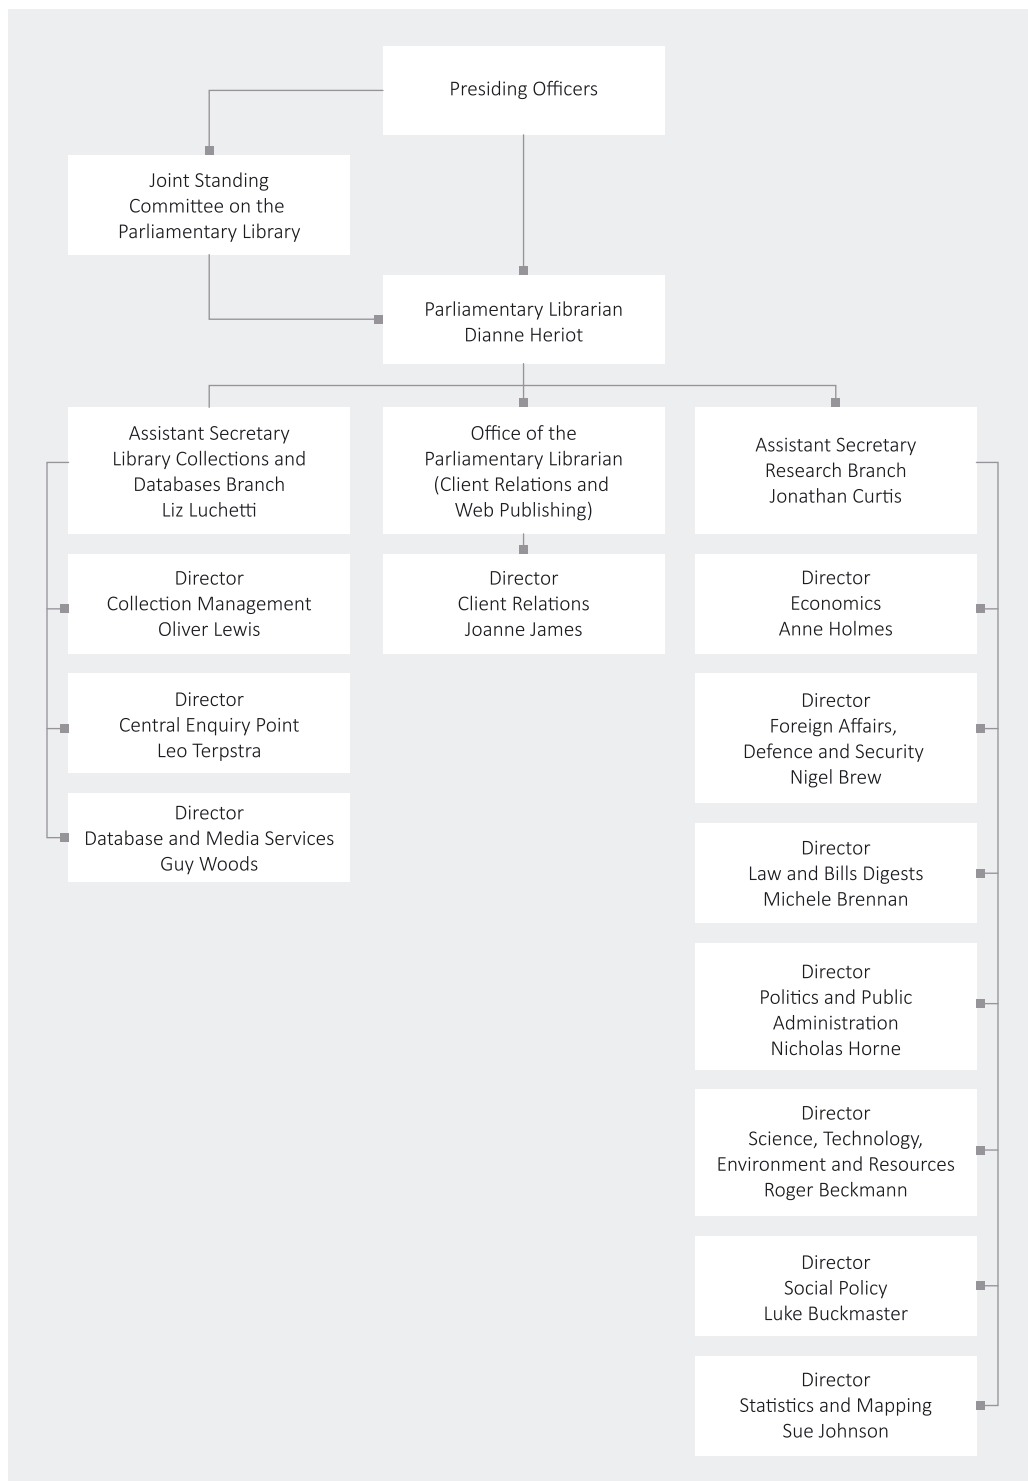 Presiding Officers
Joint Standing
Committee on the
Parliamentary Library
Parliamentary Librarian
Dianne Heriot
Assistant Secretary
Library Collections and
Databases Branch
Liz Luchetti
Office of the
Parliamentary Librarian
(Client Relations and
Web Publishing)
Assistant Secretary
Research Branch
Jonathan Curtis
Director
Collection Management
Oliver Lewis
Director
Client Relations
Joanne James
Director
Economics
Anne Holmes
Director
Central Enquiry Point
Leo Terpstra
Director
Foreign Affairs,
Defence and Security
Nigel Brew
Director
Database and Media Services
Guy Woods
Director
Law and Bills Digests
Michele Brennan
Director
Politics and Public
Administration
Nicholas Horne
Director
Science, Technology,
Environment and Resources
Roger Beckmann
Director
Social Policy
Luke Buckmaster
Director
Statistics and Mapping
Sue Johnson